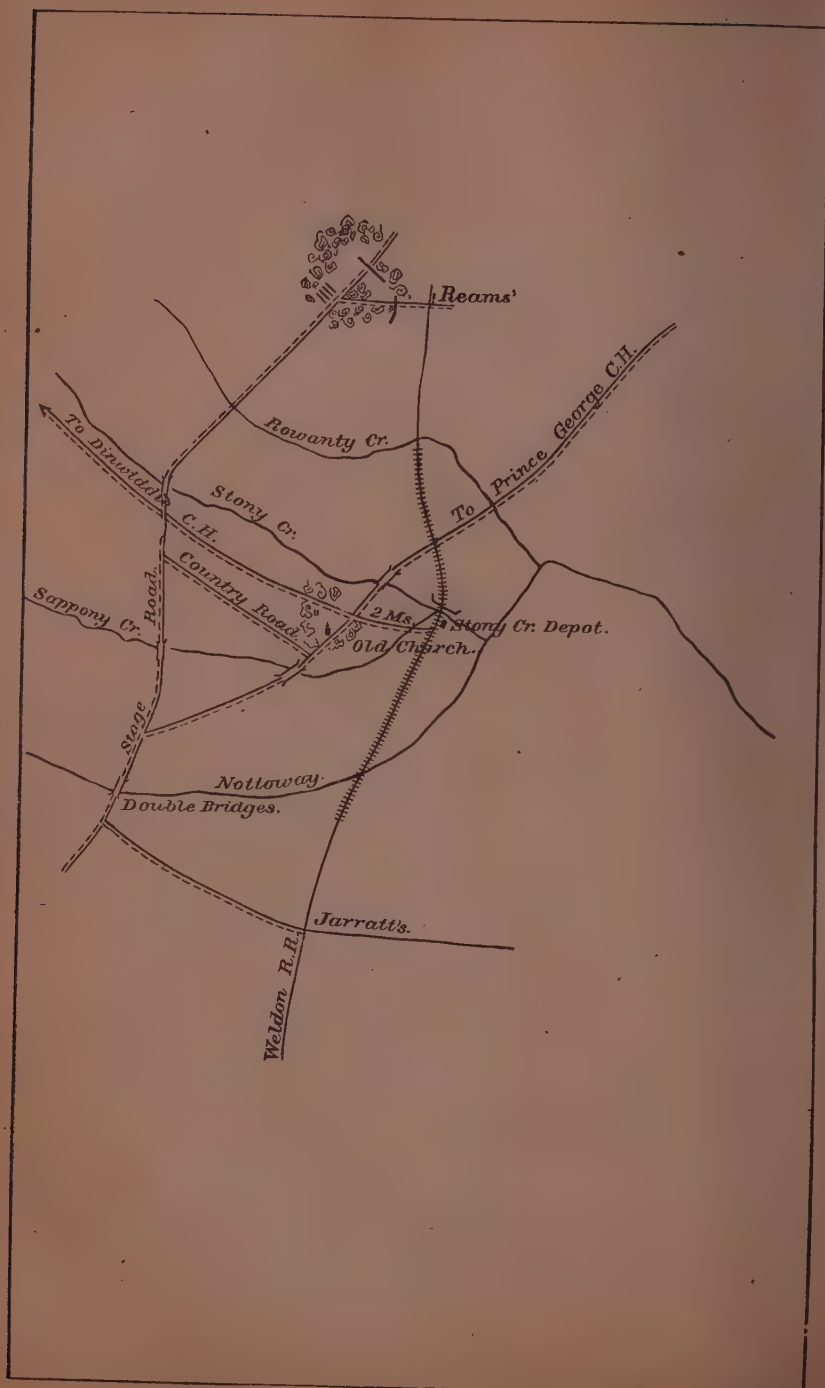 Reams'
To Prince George C.H.
Rowanty Cr.
To Dinwiddie C.H.
Stony Cr.
Country Road.
Sappony Cr.
2 Ms.
Stony Cr. Depot.
Old Church.
Stage Road.
Nottoway.
Double Bridges.
Jarratt's.
Weldon R.R.